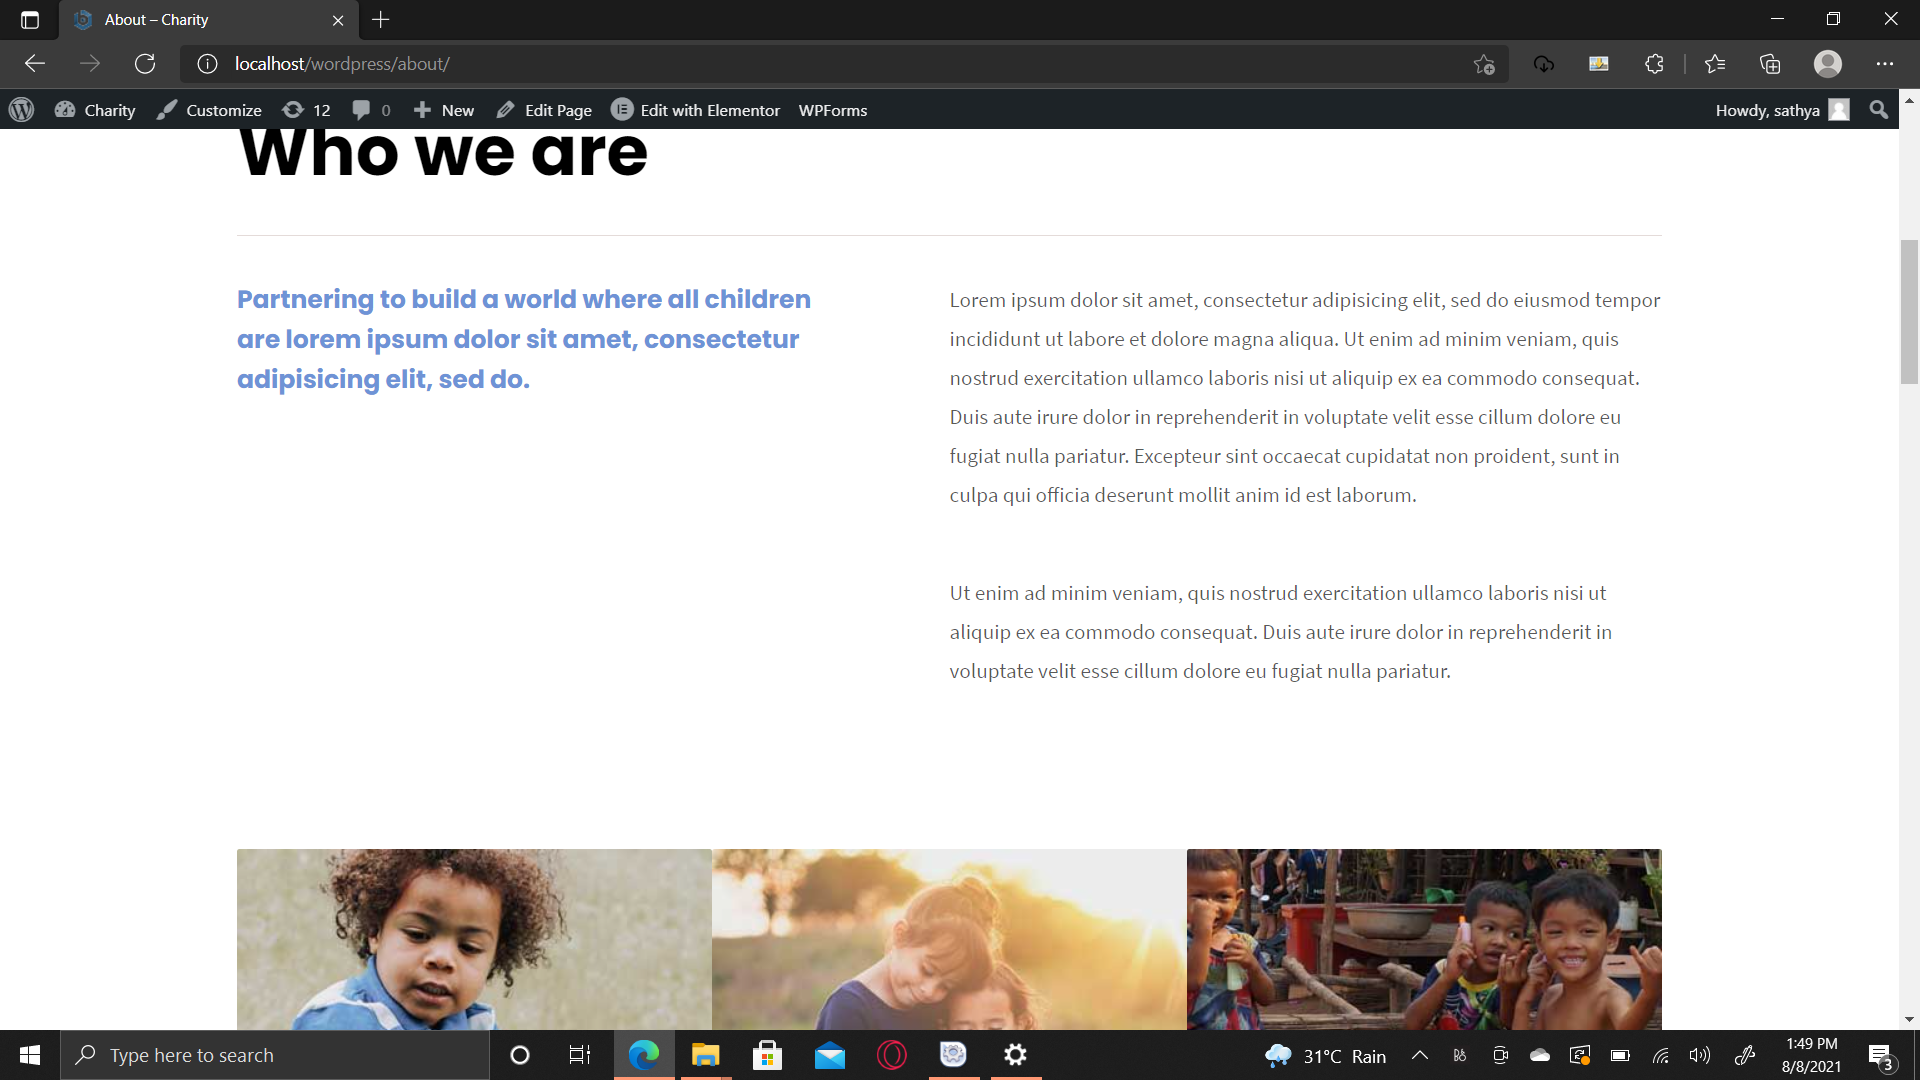 About – Charity
localhost/wordpress/about/
Charity Customize 12 0 New Edit Page Edit with Elementor WPForms Howdy, sathya
Who we are
Partnering to build a world where all children
are lorem ipsum dolor sit amet, consectetur
adipisicing elit, sed do.
Lorem ipsum dolor sit amet, consectetur adipisicing elit, sed do eiusmod tempor
incididunt ut labore et dolore magna aliqua. Ut enim ad minim veniam, quis
nostrud exercitation ullamco laboris nisi ut aliquip ex ea commodo consequat.
Duis aute irure dolor in reprehenderit in voluptate velit esse cillum dolore eu
fugiat nulla pariatur. Excepteur sint occaecat cupidatat non proident, sunt in
culpa qui officia deserunt mollit anim id est laborum.
Ut enim ad minim veniam, quis nostrud exercitation ullamco laboris nisi ut
aliquip ex ea commodo consequat. Duis aute irure dolor in reprehenderit in
voluptate velit esse cillum dolore eu fugiat nulla pariatur.
Type here to search
31°C Rain
1:49 PM
8/8/2021
3